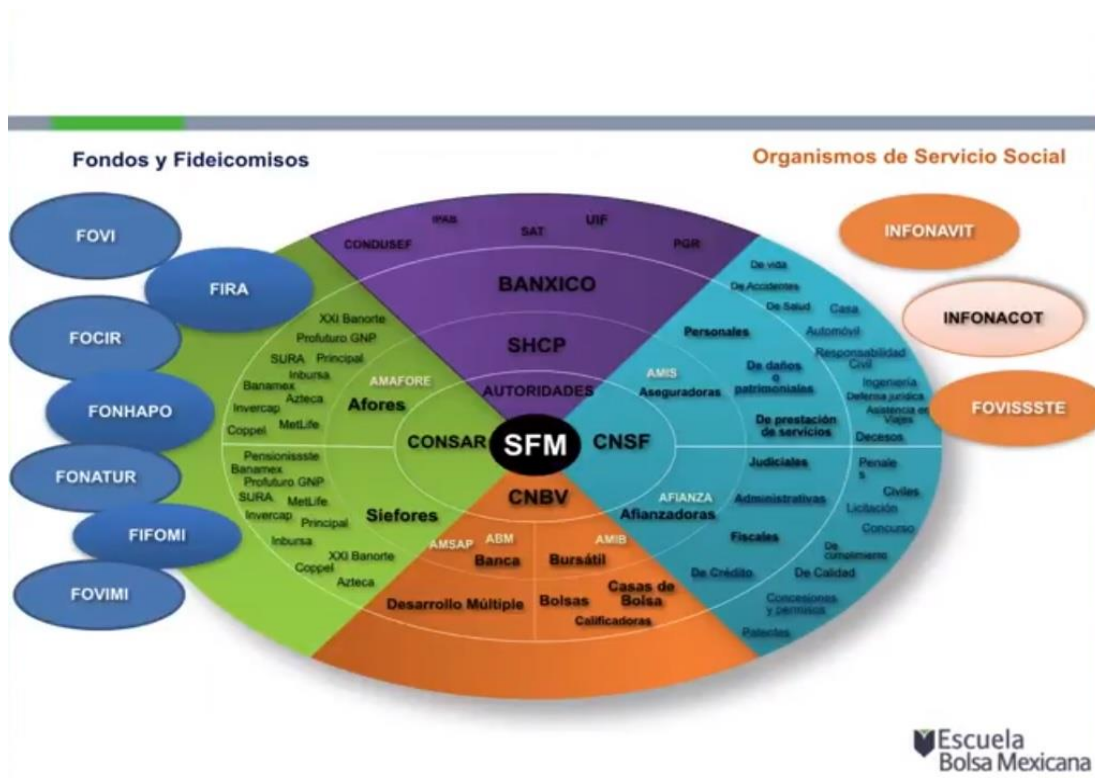 Fondos y Fideicomisos
Organismos de Servicio Social
FOVI
FIRA
FOCIR
FONHAPO
FONATUR
FIFOMI
FOVIMI
INFONAVIT
INFONACOT
FOVISSSTE
CONDUSEF
IPAB
SAT
UIF
PGR
BANXICO
SHCP
AUTORIDADES
SFM
CONSAR
CNSF
CNBV
XXI Banorte
Profuturo GNP
SURA
Principal
Inbursa
Banamex
Azteca
Invercap
MetLife
Coppel
AMAFORE
Afores
Pensionissste
Banamex
Profuturo GNP
SURA
MetLife
Invercap
Principal
Inbursa
XXI Banorte
Coppel
Azteca
Siefores
AMSAP
ABM
Banca
Desarrollo Múltiple
AMIB
Bursátil
Bolsas
Casas de
Bolsa
Calificadoras
AMIS
Aseguradoras
Personales
De vida
De Accidentes
De Salud
De daños
o
patrimoniales
Casa
Automóvil
Responsabilidad
Civil
Ingeniería
De prestación
de servicios
Defensa jurídica
Asistencia en
Viajes
Decesos
AFIANZA
Afianzadoras
Judiciales
Penale
s
Civiles
Administrativas
Licitación
Concurso
De
cumplimiento
De Calidad
Fiscales
De Crédito
Concesiones
y permisos
Patentes
Escuela
Bolsa Mexicana